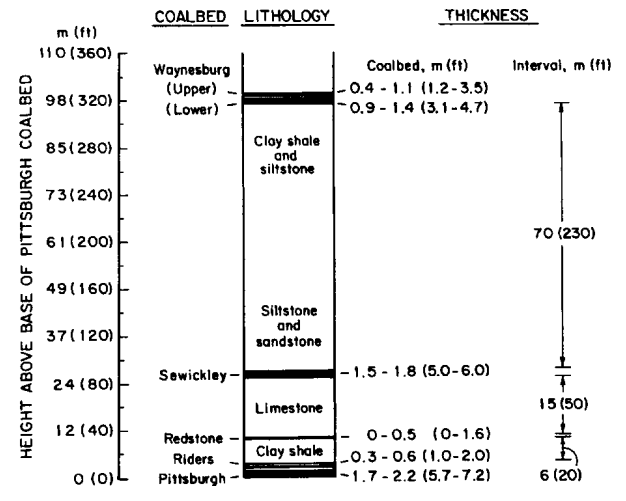 COALBED LITHOLOGY THICKNESS
m (ft)
110 (360)
Waynesburg Coalbed, m (ft) Interval, m (ft)
(Upper) 0.4 - 1.1 (1.2-3.5)
98 (320) (Lower) 0.9 - 1.4 (3.1-4.7)
85 (280) Clay shale
and
siltstone
73 (240)
70 (230)
61 (200)
49 (160)
Siltstone
and
sandstone
37 (120)
Sewickley 1.5 - 1.8 (5.0-6.0)
24 (80)
Limestone 15 (50)
12 (40)
Redstone 0-0.5 (0-1.6)
Clay shale
Riders 0.3-0.6 (1.0-2.0)
0 (0) Pittsburgh 1.7 - 2.2 (5.7-7.2) 6 (20)
HEIGHT ABOVE BASE OF PITTSBURGH COALBED